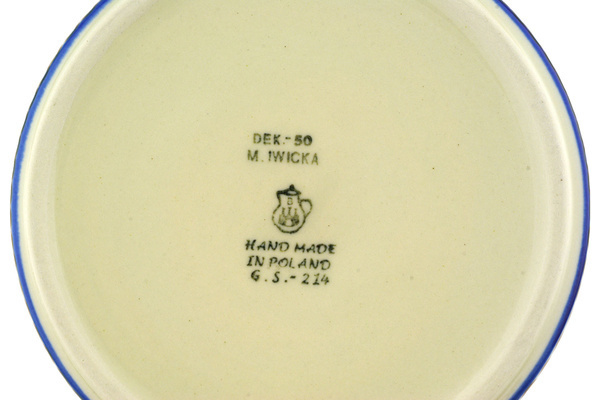 DEK.-50
M. IWICKA
B
HAND MADE
IN POLAND
G.S.-214